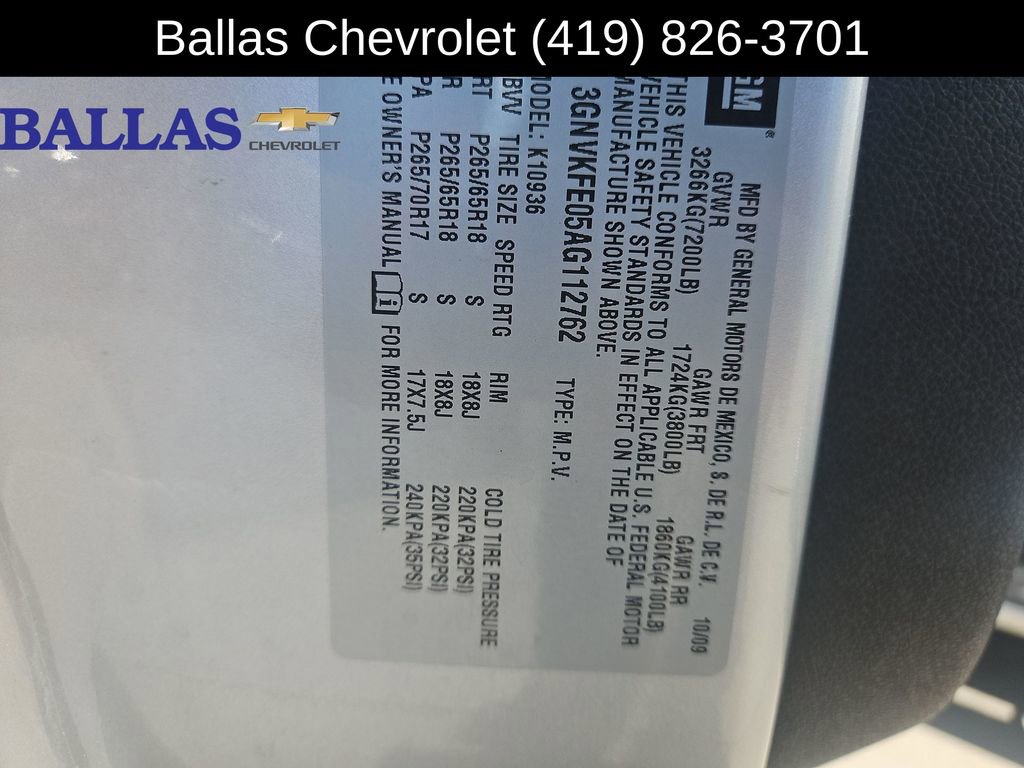 Ballas Chevrolet (419) 826-3701
BALLAS
CHEVROLET
GM
MFD BY GENERAL MOTORS DE MEXICO, S. DE R.L. DE C.V. 10/09
GVWR GAWR FRT GAWR RR
3266KG(7200LB) 1724KG(3800LB) 1860KG(4100LB)
THIS VEHICLE CONFORMS TO ALL APPLICABLE U.S. FEDERAL MOTOR
VEHICLE SAFETY STANDARDS IN EFFECT ON THE DATE OF
MANUFACTURE SHOWN ABOVE.
3GNVKFE05AG112762 TYPE: M.P.V.
MODEL: K10936
TIRE SIZE SPEED RTG RIM COLD TIRE PRESSURE
RT P265/65R18 S 18X8J 220KPA(32PSI)
R P265/65R18 S 18X8J 220KPA(32PSI)
PA P265/70R17 S 17X7.5J 240KPA(35PSI)
E OWNER'S MANUAL i FOR MORE INFORMATION.